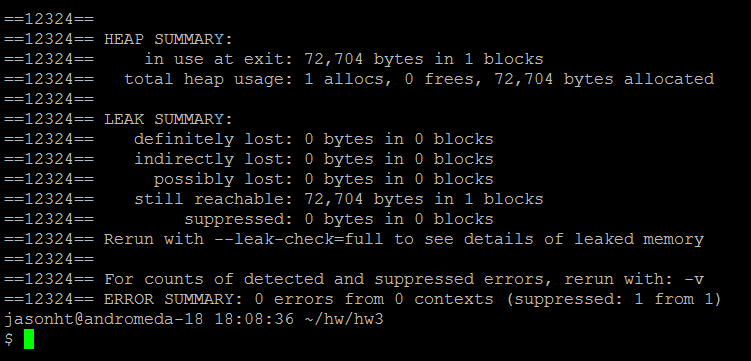 ==12324==
==12324== HEAP SUMMARY:
==12324==     in use at exit: 72,704 bytes in 1 blocks
==12324==   total heap usage: 1 allocs, 0 frees, 72,704 bytes allocated
==12324==
==12324== LEAK SUMMARY:
==12324==    definitely lost: 0 bytes in 0 blocks
==12324==    indirectly lost: 0 bytes in 0 blocks
==12324==      possibly lost: 0 bytes in 0 blocks
==12324==    still reachable: 72,704 bytes in 1 blocks
==12324==         suppressed: 0 bytes in 0 blocks
==12324== Rerun with --leak-check=full to see details of leaked memory
==12324==
==12324== For counts of detected and suppressed errors, rerun with: -v
==12324== ERROR SUMMARY: 0 errors from 0 contexts (suppressed: 1 from 1)
jasonht@andromeda-18 18:08:36 ~/hw/hw3
$